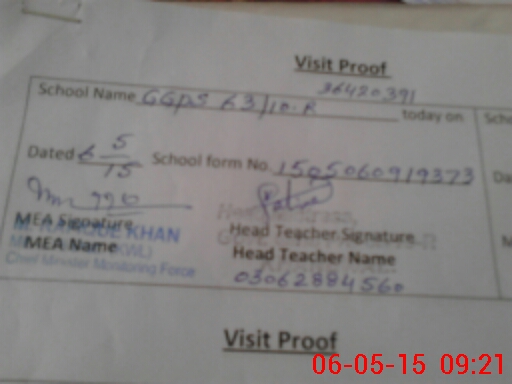 Visit Proof
36420391
School Name GGPS 63/10.R today on
Dated 6 5/15 School form No. 1505060919373
MEA Signature
KHAN
MEA Name
Chief Minister Monitoring Force
Head Teacher Signature
Head Teacher Name
03062884560
Visit Proof
06-05-15 09:21